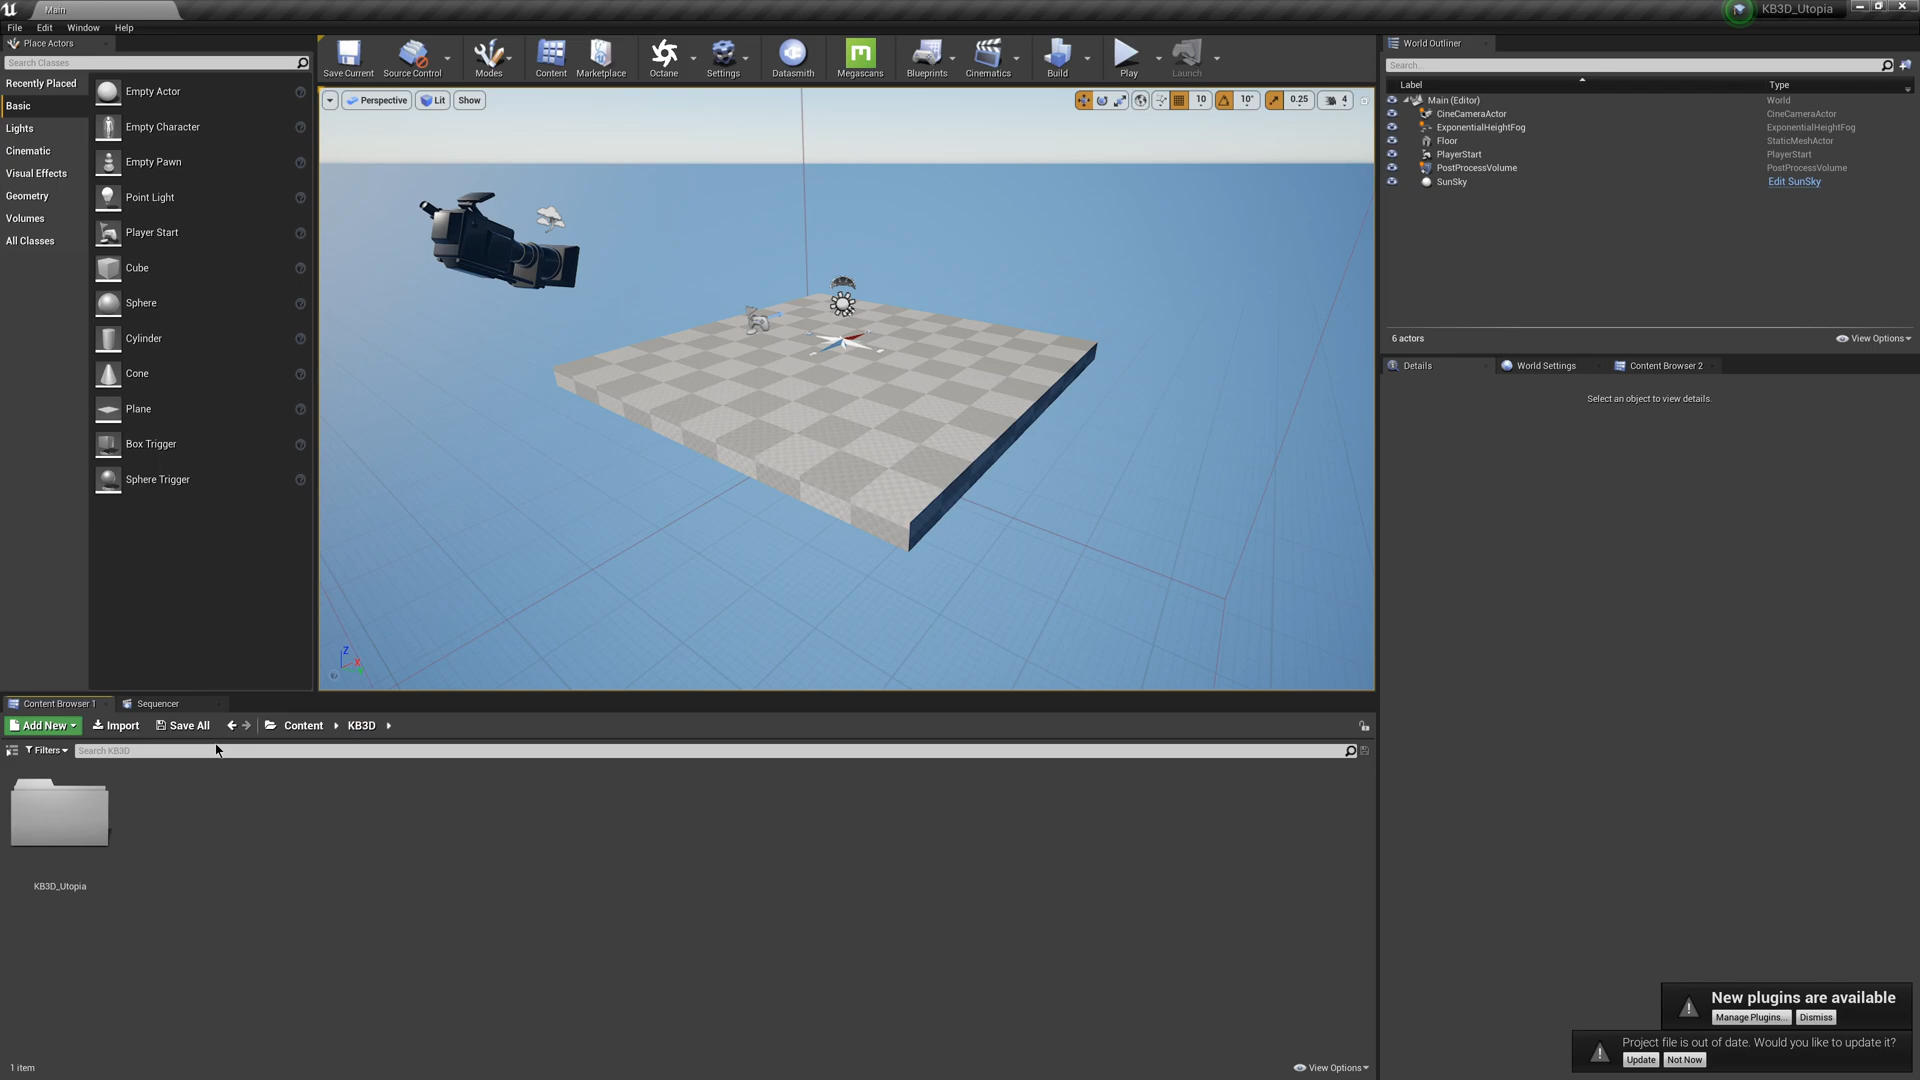 Main
KB3D_Utopia
File Edit Window Help
Place Actors
Search Classes
Recently Placed
Basic
Lights
Cinematic
Visual Effects
Geometry
Volumes
All Classes
Empty Actor
Empty Character
Empty Pawn
Point Light
Player Start
Cube
Sphere
Cylinder
Cone
Plane
Box Trigger
Sphere Trigger
Save Current Source Control Modes Content Marketplace Octane Settings Datasmith Megascans Blueprints Cinematics Build Play Launch
Perspective Lit Show 10 10° 0.25 4
Z
X
World Outliner
Search...
Label Type
Main (Editor) World
CineCameraActor CineCameraActor
ExponentialHeightFog ExponentialHeightFog
Floor StaticMeshActor
PlayerStart PlayerStart
PostProcessVolume PostProcessVolume
SunSky Edit SunSky
6 actors View Options
Details World Settings Content Browser 2
Select an object to view details.
Content Browser 1 Sequencer
Add New Import Save All Content KB3D
Filters Search KB3D
KB3D_Utopia
1 item View Options
New plugins are available
Manage Plugins... Dismiss
Project file is out of date. Would you like to update it?
Update Not Now